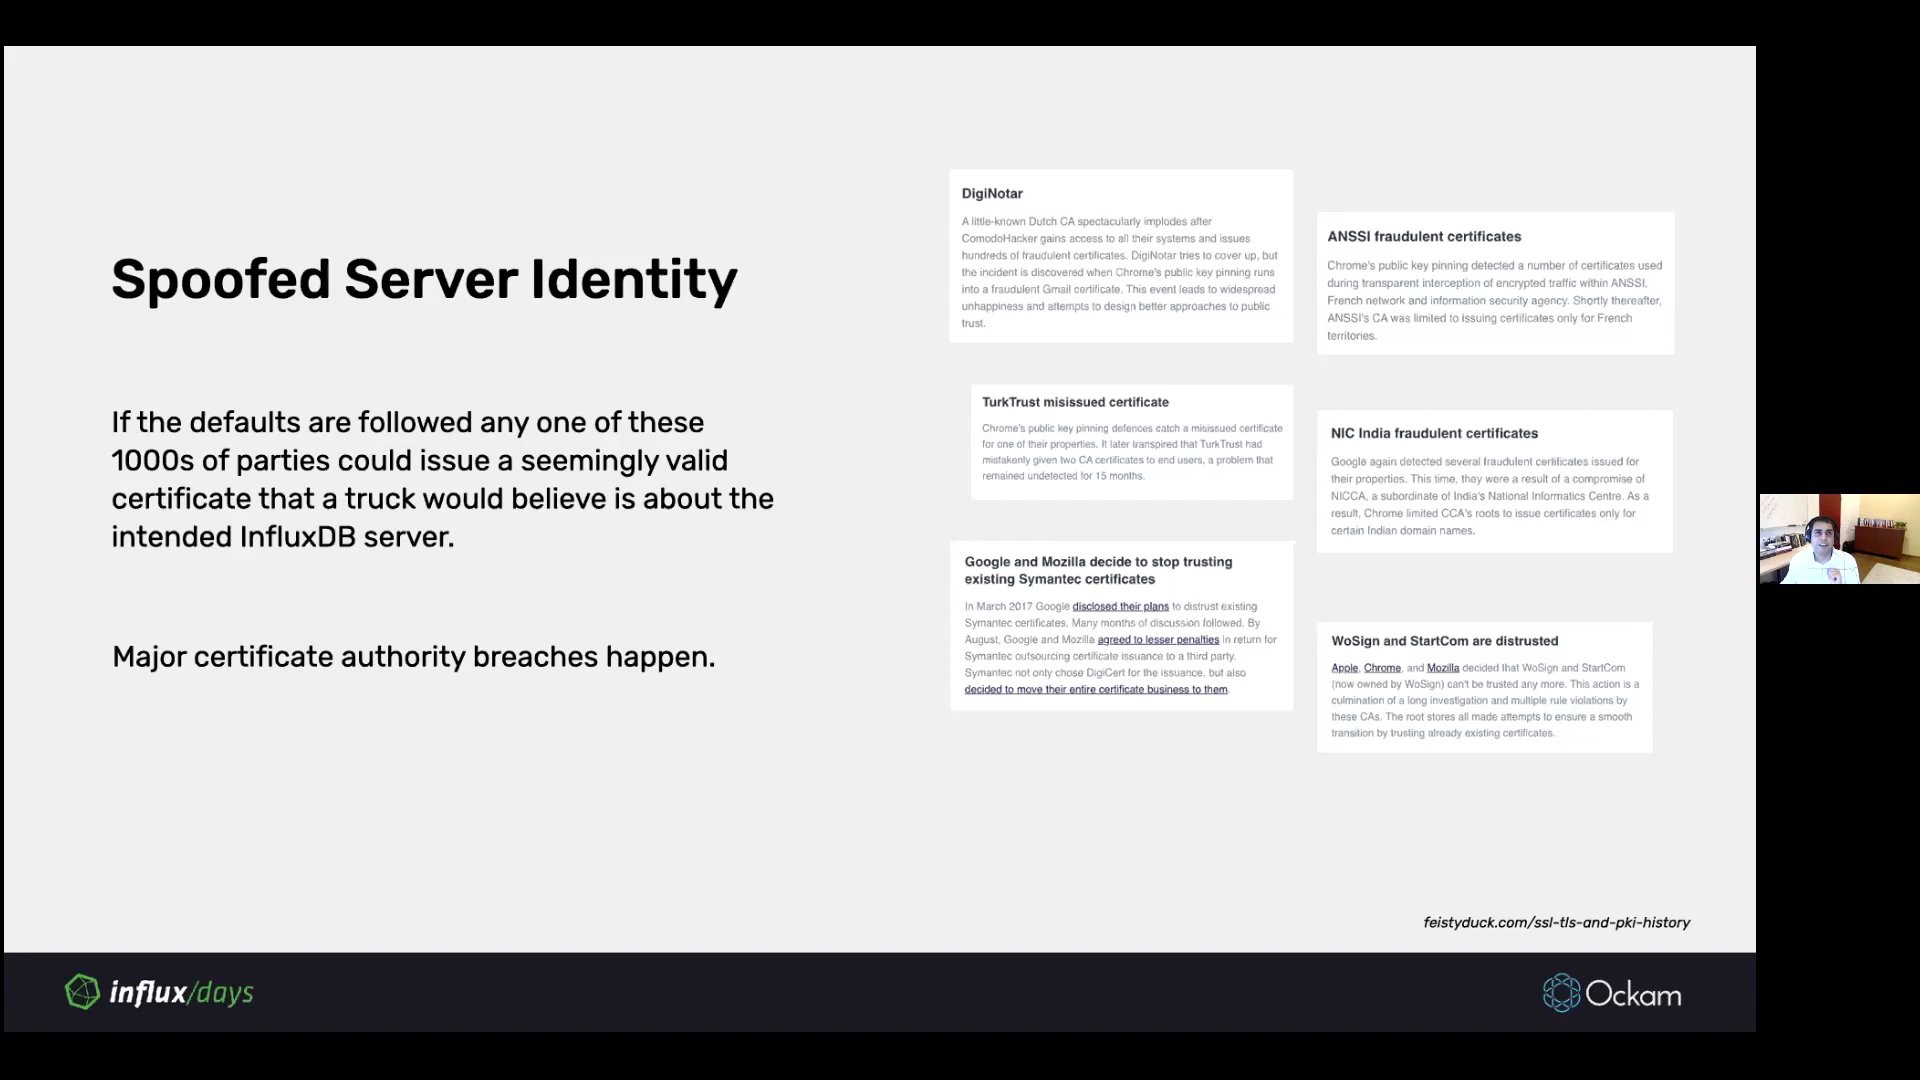 Spoofed Server Identity
If the defaults are followed any one of these
1000s of parties could issue a seemingly valid
certificate that a truck would believe is about the
intended InfluxDB server.
Major certificate authority breaches happen.
DigiNotar
A little-known Dutch CA spectacularly implodes after
ComodoHacker gains access to all their systems and issues
hundreds of fraudulent certificates. DigiNotar tries to cover up, but
the incident is discovered when Chrome's public key pinning runs
into a fraudulent Gmail certificate. This event leads to widespread
unhappiness and attempts to design better approaches to public
trust.
TurkTrust misissued certificate
Chrome's public key pinning defences catch a misissued certificate
for one of their properties. It later transpired that TurkTrust had
mistakenly given two CA certificates to end users, a problem that
remained undetected for 15 months.
Google and Mozilla decide to stop trusting
existing Symantec certificates
In March 2017 Google disclosed their plans to distrust existing
Symantec certificates. Many months of discussion followed. By
August, Google and Mozilla agreed to lesser penalties in return for
Symantec outsourcing certificate issuance to a third party.
Symantec not only chose DigiCert for the issuance, but also
decided to move their entire certificate business to them.
ANSSI fraudulent certificates
Chrome's public key pinning detected a number of certificates used
during transparent interception of encrypted traffic within ANSSI,
French network and information security agency. Shortly thereafter,
ANSSI's CA was limited to issuing certificates only for French
territories.
NIC India fraudulent certificates
Google again detected several fraudulent certificates issued for
their properties. This time, they were a result of a compromise of
NICCA, a subordinate of India's National Informatics Centre. As a
result, Chrome limited CCA's roots to issue certificates only for
certain Indian domain names.
WoSign and StartCom are distrusted
Apple, Chrome, and Mozilla decided that WoSign and StartCom
(now owned by WoSign) can't be trusted any more. This action is a
culmination of a long investigation and multiple rule violations by
these CAs. The root stores all made attempts to ensure a smooth
transition by trusting already existing certificates.
feistyduck.com/ssl-tls-and-pki-history
influx/days
Ockam